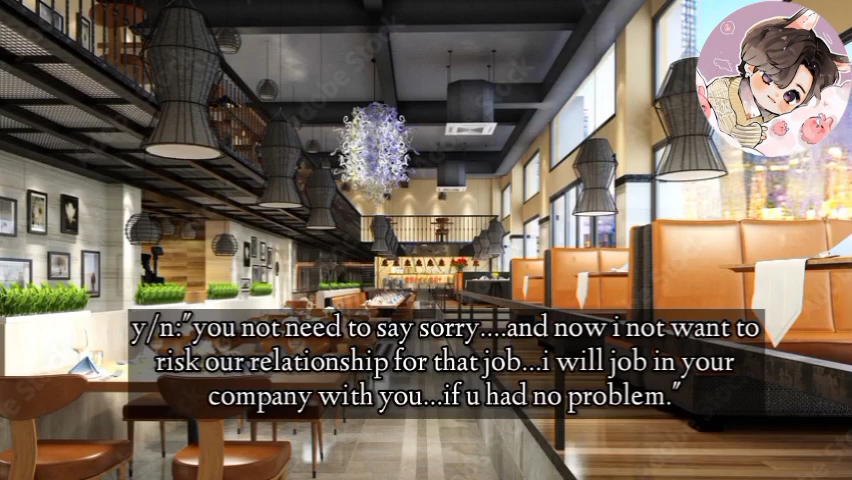 y/n:"you not need to say sorry....and now i not want to
risk our relationship for that job...i will job in your
company with you...if u had no problem."